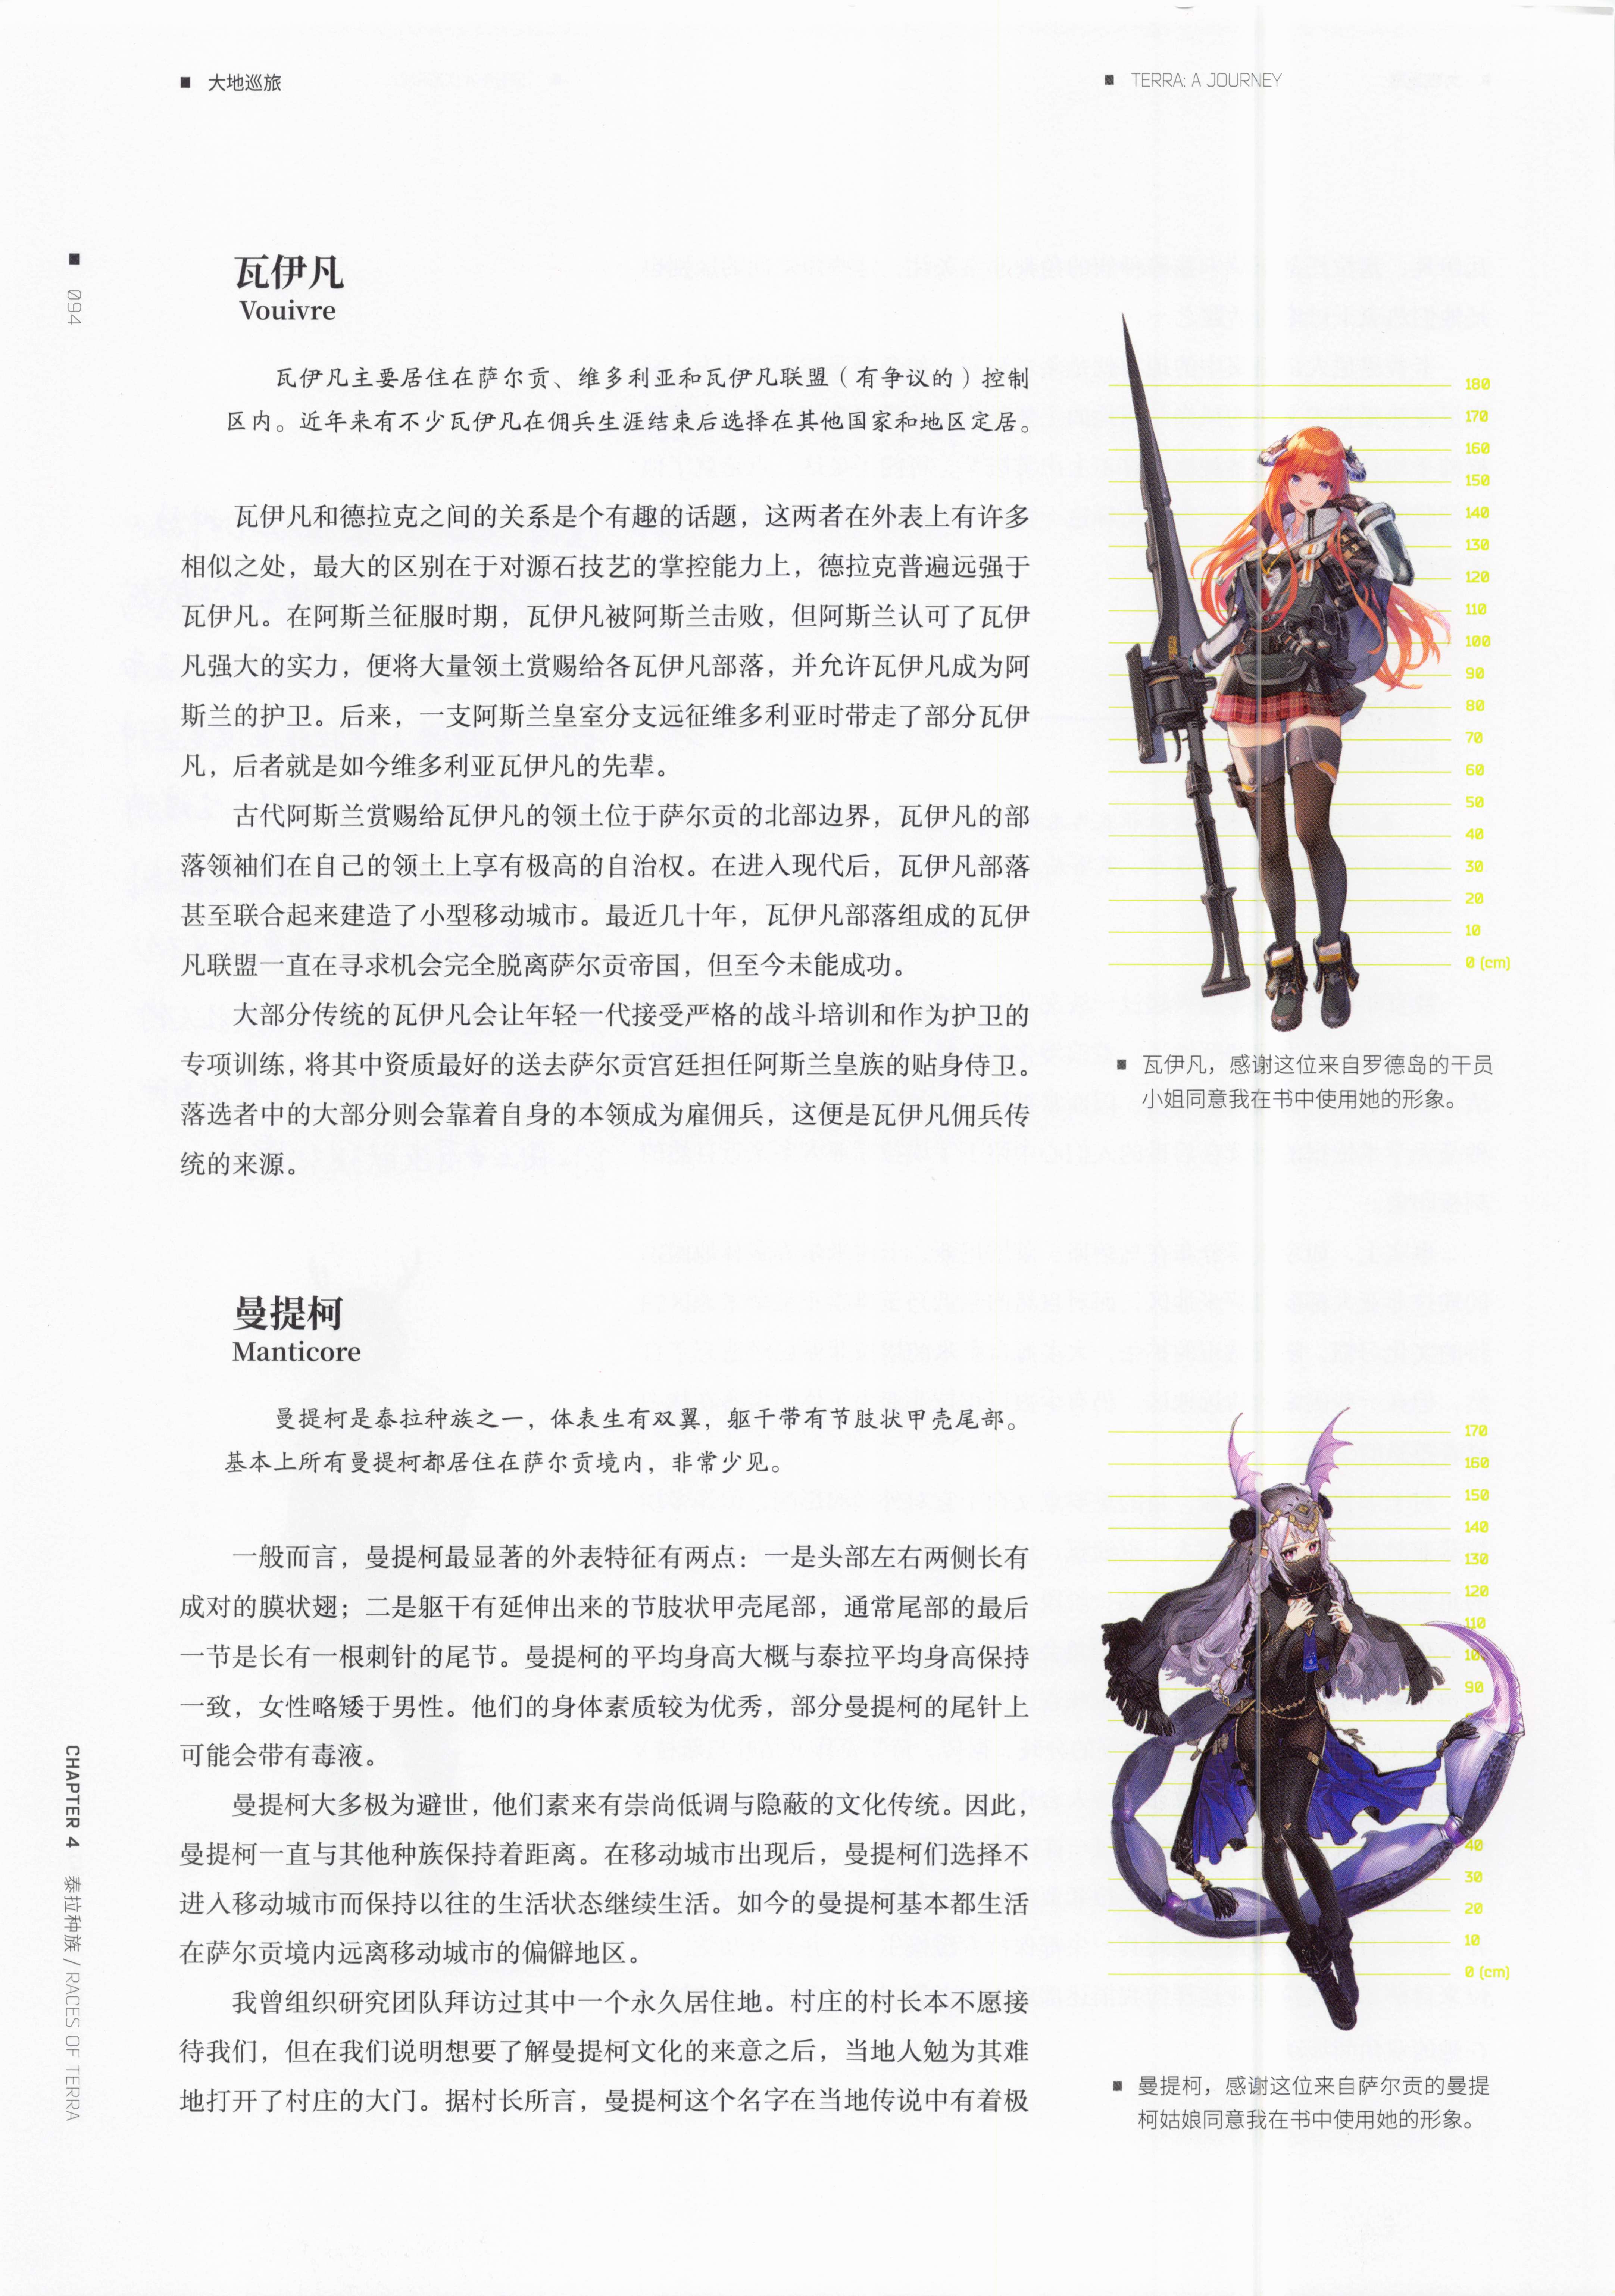 大地巡旅
TERRA: A JOURNEY
094
瓦伊凡
Vouivre
瓦伊凡主要居住在萨尔贡、维多利亚和瓦伊凡联盟（有争议的）控制
区内。近年来有不少瓦伊凡在佣兵生涯结束后选择在其他国家和地区定居。
瓦伊凡和德拉克之间的关系是个有趣的话题，这两者在外表上有许多
相似之处，最大的区别在于对源石技艺的掌控能力上，德拉克普遍远强于
瓦伊凡。在阿斯兰征服时期，瓦伊凡被阿斯兰击败，但阿斯兰认可了瓦伊
凡强大的实力，便将大量领土赏赐给各瓦伊凡部落，并允许瓦伊凡成为阿
斯兰的护卫。后来，一支阿斯兰皇室分支远征维多利亚时带走了部分瓦伊
凡，后者就是如今维多利亚瓦伊凡的先辈。
古代阿斯兰赏赐给瓦伊凡的领土位于萨尔贡的北部边界，瓦伊凡的部
落领袖们在自己的领土上享有极高的自治权。在进入现代后，瓦伊凡部落
甚至联合起来建造了小型移动城市。最近几十年，瓦伊凡部落组成的瓦伊
凡联盟一直在寻求机会完全脱离萨尔贡帝国，但至今未能成功。
大部分传统的瓦伊凡会让年轻一代接受严格的战斗培训和作为护卫的
专项训练，将其中资质最好的送去萨尔贡宫廷担任阿斯兰皇族的贴身侍卫。
落选者中的大部分则会靠着自身的本领成为雇佣兵，这便是瓦伊凡佣兵传
统的来源。
180
170
160
150
140
130
120
110
100
90
80
70
60
50
40
30
20
10
0 (cm)
瓦伊凡，感谢这位来自罗德岛的干员
小姐同意我在书中使用她的形象。
曼提柯
Manticore
曼提柯是泰拉种族之一，体表生有双翼，躯干带有节肢状甲壳尾部。
基本上所有曼提柯都居住在萨尔贡境内，非常少见。
一般而言，曼提柯最显著的外表特征有两点：一是头部左右两侧长有
成对的膜状翅；二是躯干有延伸出来的节肢状甲壳尾部，通常尾部的最后
一节是长有一根刺针的尾节。曼提柯的平均身高大概与泰拉平均身高保持
一致，女性略矮于男性。他们的身体素质较为优秀，部分曼提柯的尾针上
可能会带有毒液。
曼提柯大多极为避世，他们素来有崇尚低调与隐蔽的文化传统。因此，
曼提柯一直与其他种族保持着距离。在移动城市出现后，曼提柯们选择不
进入移动城市而保持以往的生活状态继续生活。如今的曼提柯基本都生活
在萨尔贡境内远离移动城市的偏僻地区。
我曾组织研究团队拜访过其中一个永久居住地。村庄的村长本不愿接
待我们，但在我们说明想要了解曼提柯文化的来意之后，当地人勉为其难
地打开了村庄的大门。据村长所言，曼提柯这个名字在当地传说中有着极
170
160
150
140
130
120
110
10
90
40
30
20
10
0 (cm)
曼提柯，感谢这位来自萨尔贡的曼提
柯姑娘同意我在书中使用她的形象。
CHAPTER 4 泰拉种族 / RACES OF TERRA